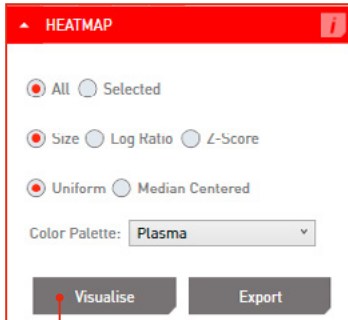 HEATMAP i
All Selected
Size Log Ratio Z-Score
Uniform Median Centered
Color Palette: Plasma
Visualise Export